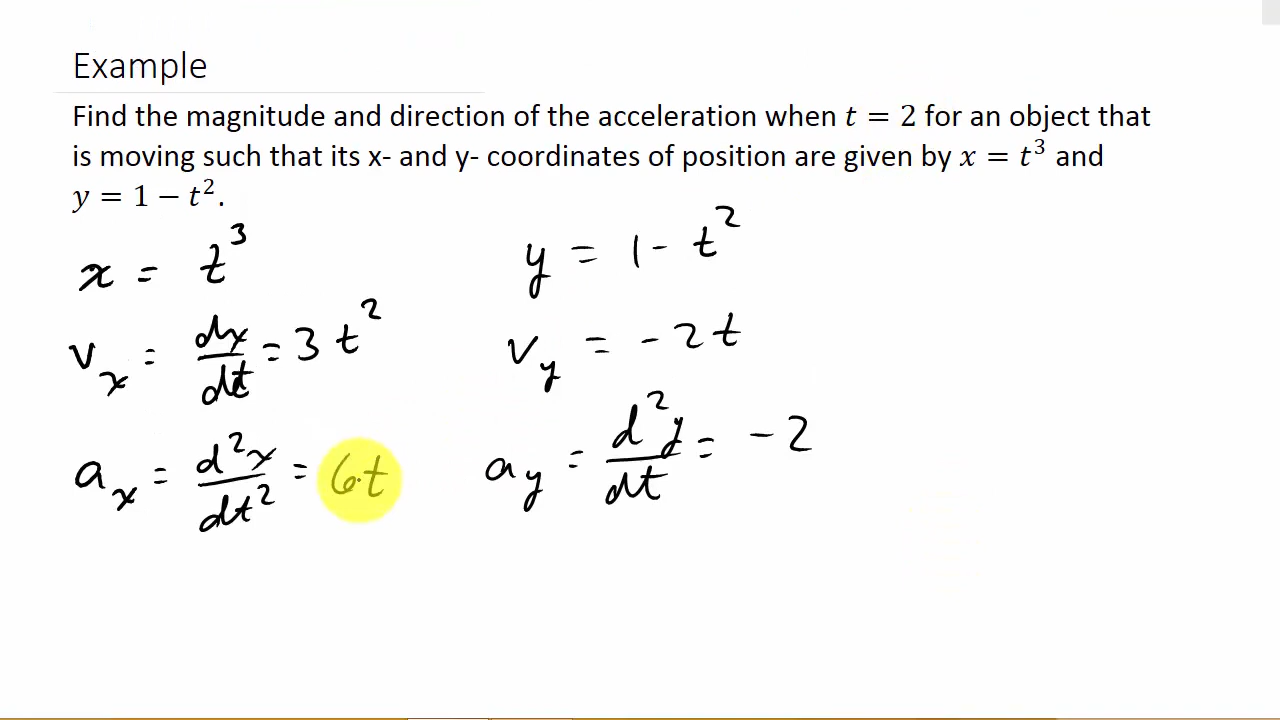 Example
Find the magnitude and direction of the acceleration when t = 2 for an object that
is moving such that its x- and y- coordinates of position are given by x = t³ and
y = 1 − t².
x = t³
y = 1 - t²
v_x = dx/dt = 3t²
v_y = -2t
a_x = d²x/dt² = 6t
a_y = d²y/dt = -2